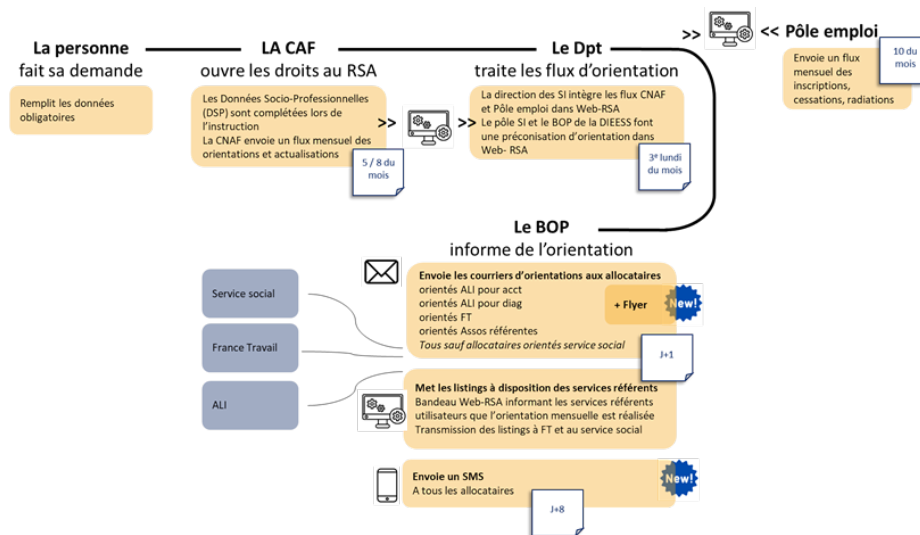 La personne
fait sa demande
Remplit les données
obligatoires
LA CAF
ouvre les droits au RSA
Les Données Socio-Professionnelles
(DSP) sont complétées lors de
l'instruction
La CNAF envoie un flux mensuel des
orientations et actualisations
5 / 8 du
mois
>>
>>
Le Dpt
traite les flux d'orientation
La direction des SI intègre les flux CNAF
et Pôle emploi dans Web-RSA
Le pôle SI et le BOP de la DIEESS font
une préconisation d'orientation dans
Web- RSA
3e lundi
du mois
>>
<<
Pôle emploi
Envoie un flux
mensuel des
inscriptions,
cessations, radiations
10 du
mois
Le BOP
informe de l'orientation
Envoie les courriers d'orientations aux allocataires
orientés ALI pour acct
orientés ALI pour diag
orientés FT
orientés Assos référentes
Tous sauf allocataires orientés service social
+ Flyer
New!
J+1
Service social
France Travail
ALI
Met les listings à disposition des services référents
Bandeau Web-RSA informant les services référents
utilisateurs que l'orientation mensuelle est réalisée
Transmission des listings à FT et au service social
Envoie un SMS
A tous les allocataires
New!
J+8